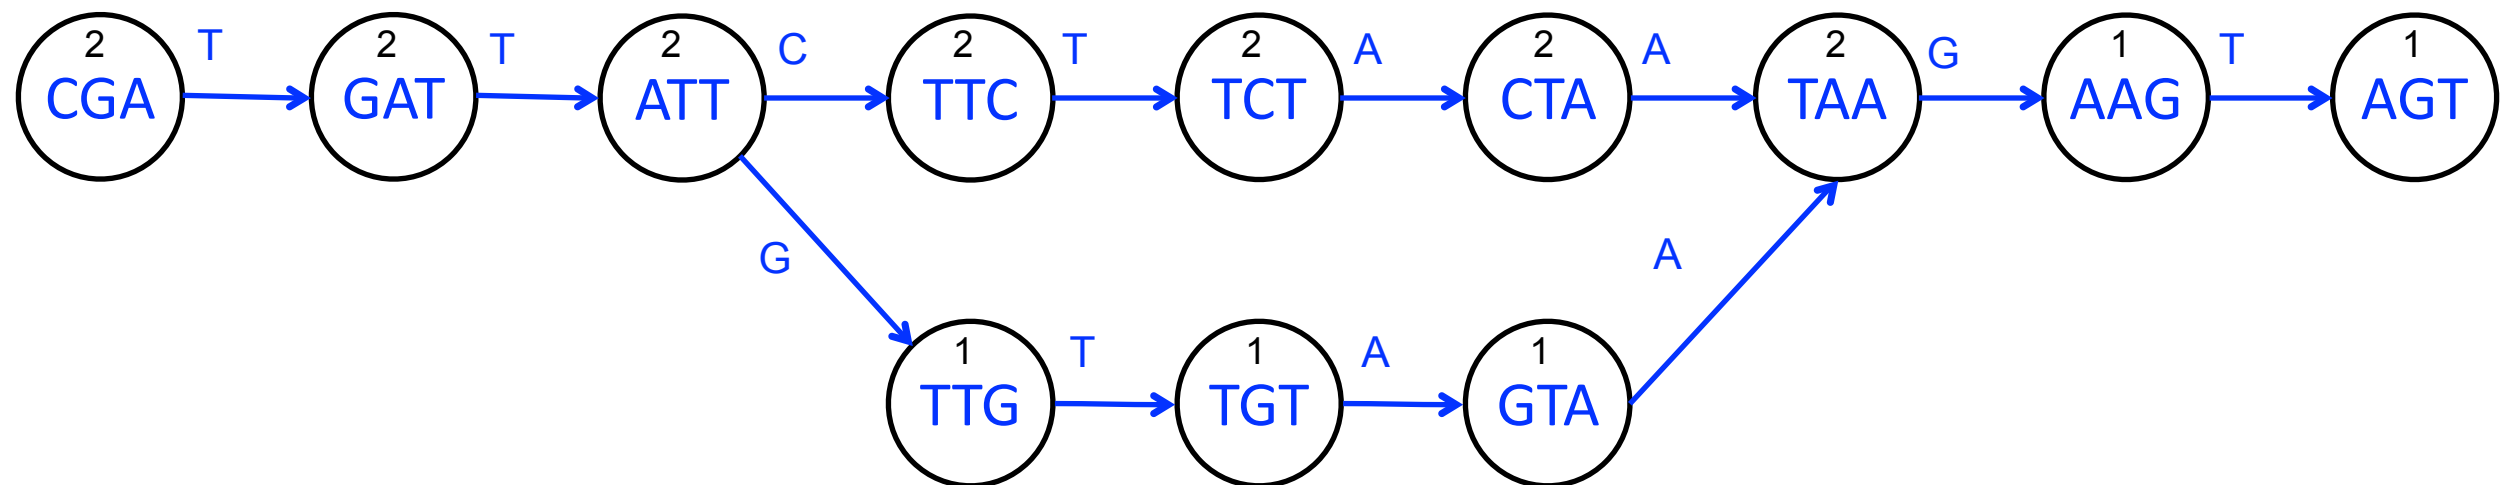 2 T 2 T 2 C 2 T 2 A 2 A 2 G 1 T 1
CGA GAT ATT TTC TCT CTA TAA AAG AGT
G A
1 T 1 A 1
TTG TGT GTA